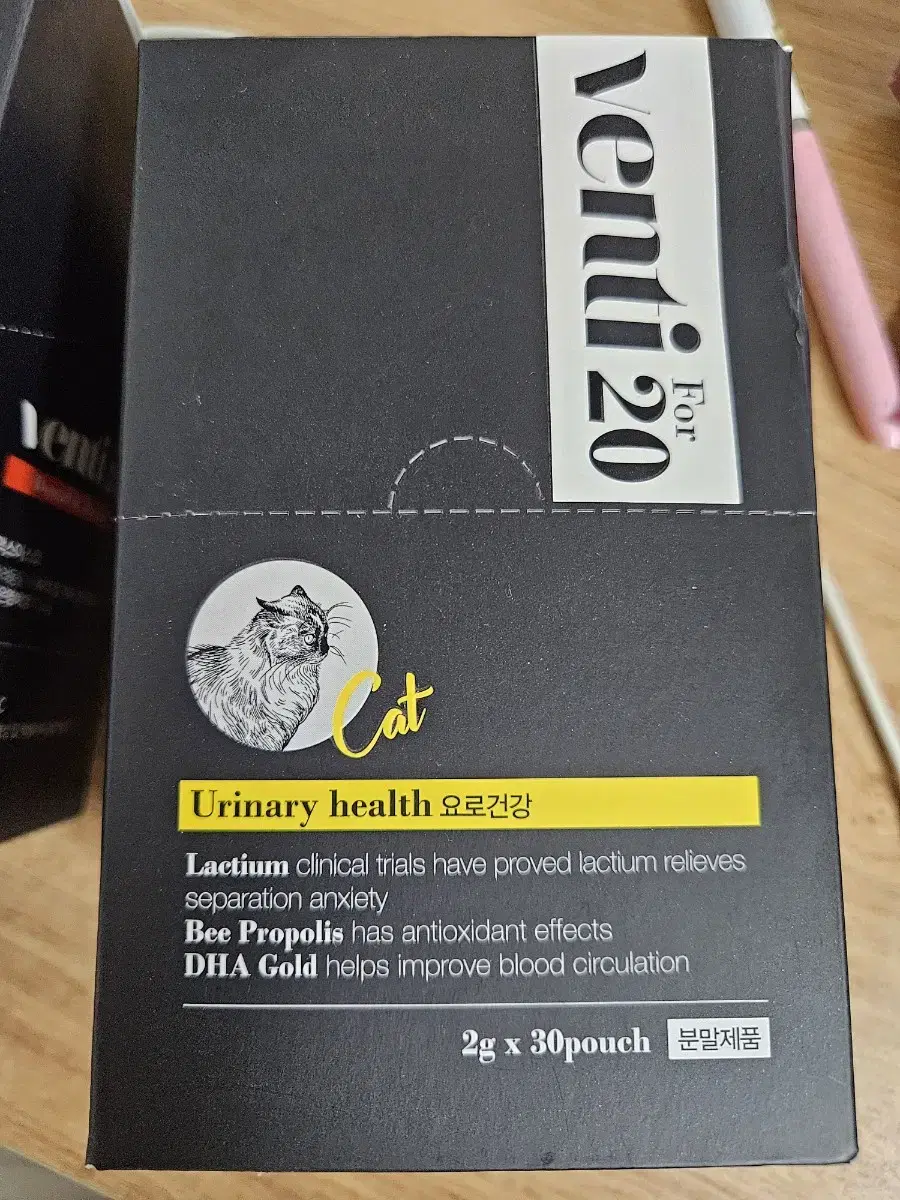 venti
For
20
Cat
Urinary health 요로건강
Lactium clinical trials have proved lactium relieves
separation anxiety
Bee Propolis has antioxidant effects
DHA Gold helps improve blood circulation
2g x 30pouch 분말제품
venti